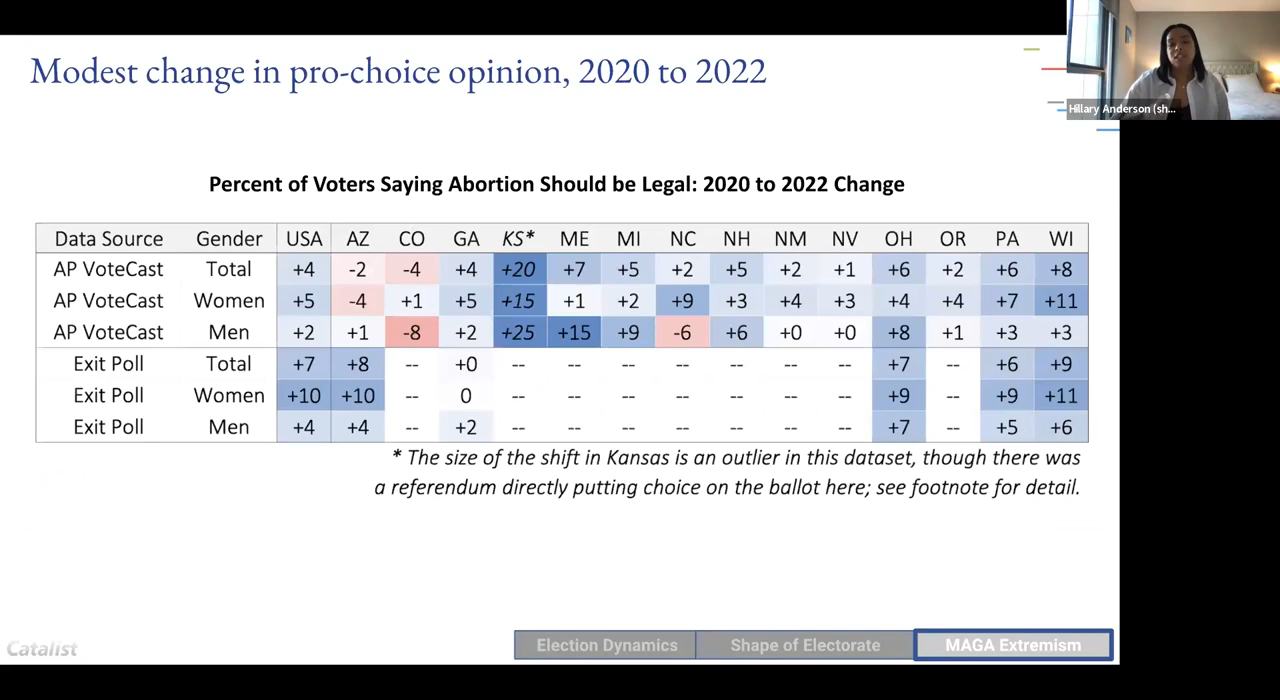 Modest change in pro-choice opinion, 2020 to 2022
Hillary Anderson (sh...
Percent of Voters Saying Abortion Should be Legal: 2020 to 2022 Change
Data Source Gender USA AZ CO GA KS* ME MI NC NH NM NV OH OR PA WI
AP VoteCast Total +4 -2 -4 +4 +20 +7 +5 +2 +5 +2 +1 +6 +2 +6 +8
AP VoteCast Women +5 -4 +1 +5 +15 +1 +2 +9 +3 +4 +3 +4 +4 +7 +11
AP VoteCast Men +2 +1 -8 +2 +25 +15 +9 -6 +6 +0 +0 +8 +1 +3 +3
Exit Poll Total +7 +8 -- +0 -- -- -- -- -- -- -- +7 -- +6 +9
Exit Poll Women +10 +10 -- 0 -- -- -- -- -- -- -- +9 -- +9 +11
Exit Poll Men +4 +4 -- +2 -- -- -- -- -- -- -- +7 -- +5 +6
* The size of the shift in Kansas is an outlier in this dataset, though there was
a referendum directly putting choice on the ballot here; see footnote for detail.
Catalist
Election Dynamics Shape of Electorate MAGA Extremism